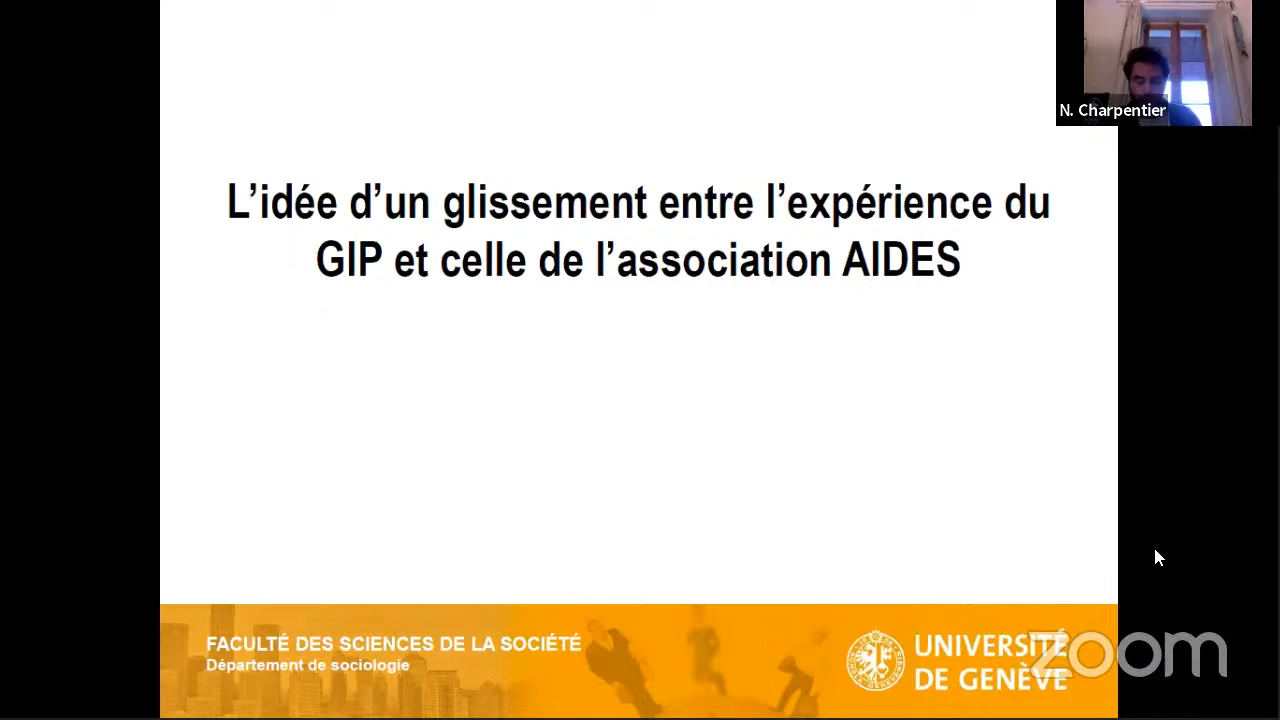 N. Charpentier
L’idée d’un glissement entre l’expérience du
GIP et celle de l’association AIDES
FACULTÉ DES SCIENCES DE LA SOCIÉTÉ
Département de sociologie
UNIVERSITÉ
DE GENÈVE
zoom